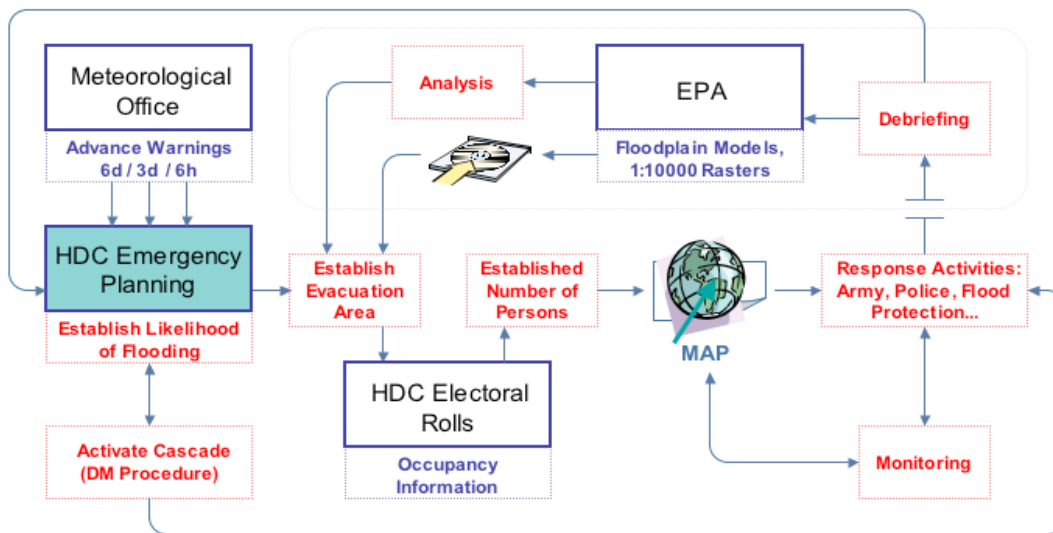 Meteorological
Office
Advance Warnings
6d / 3d / 6h
HDC Emergency
Planning
Establish Likelihood
of Flooding
Activate Cascade
(DM Procedure)
Analysis
EPA
Floodplain Models,
1:10000 Rasters
Debriefing
Establish
Evacuation
Area
Established
Number of
Persons
HDC Electoral
Rolls
Occupancy
Information
MAP
Response Activities:
Army, Police, Flood
Protection...
Monitoring